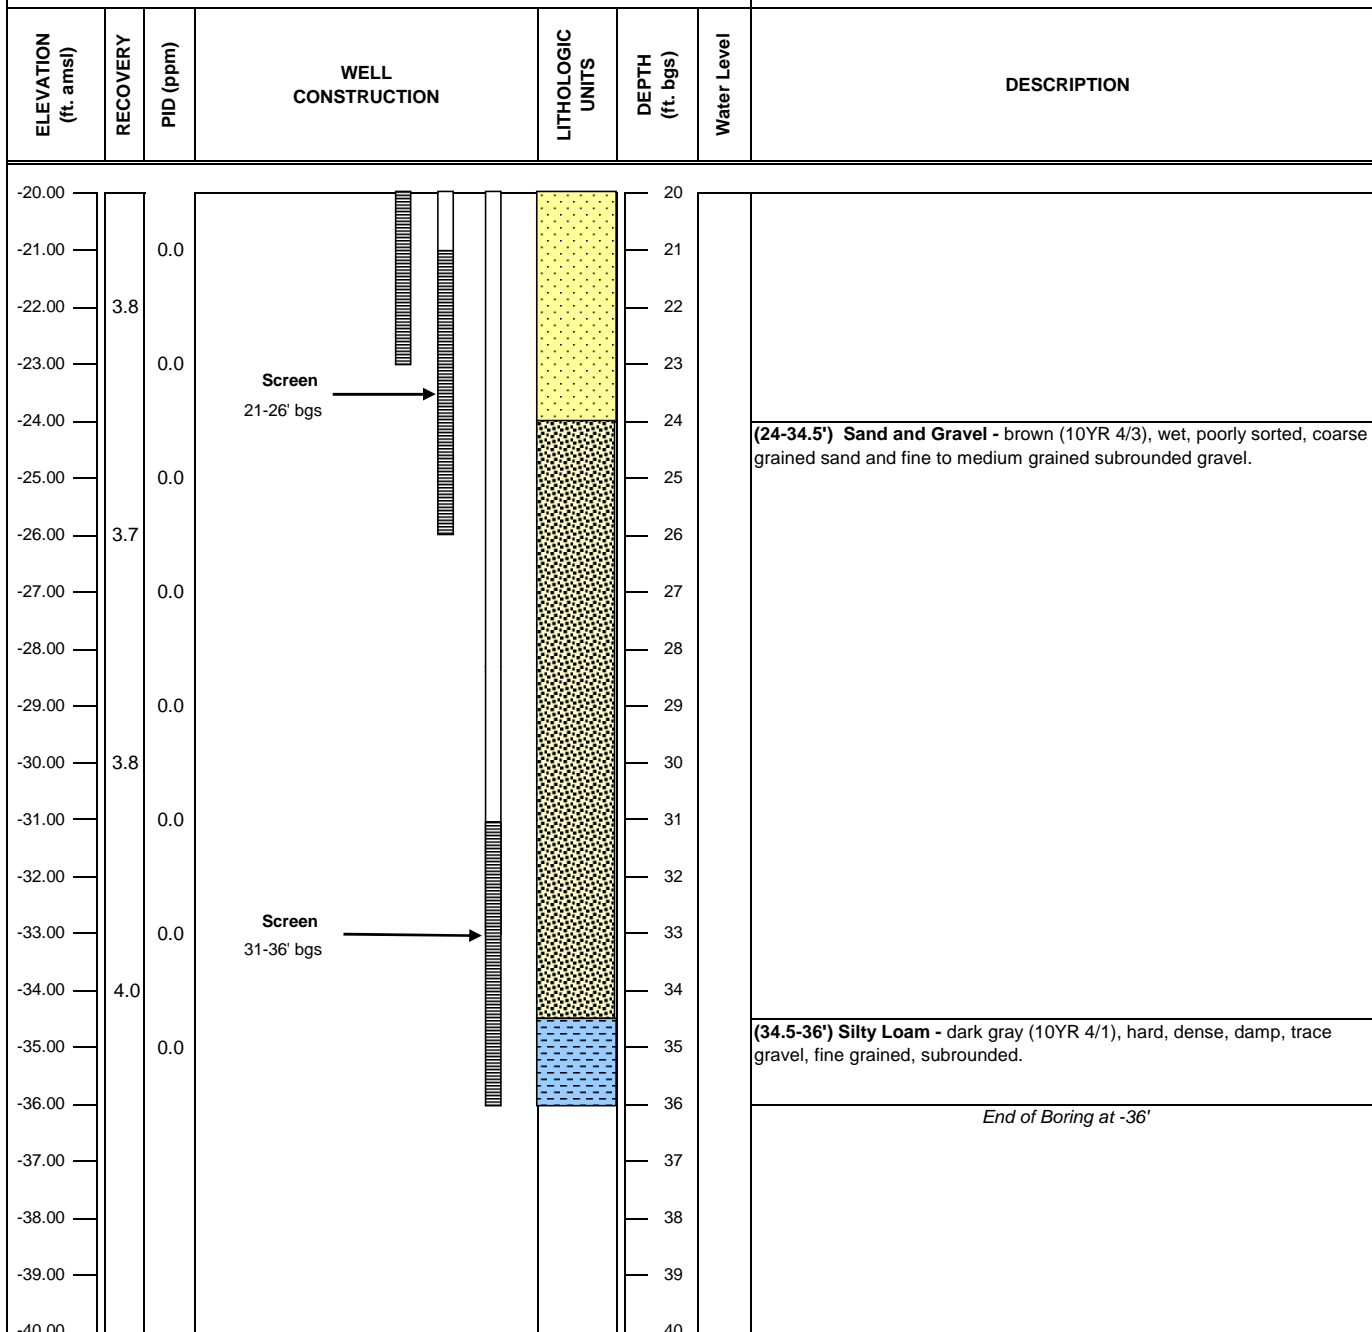 ELEVATION
(ft. amsl)
RECOVERY
PID (ppm)
WELL
CONSTRUCTION
LITHOLOGIC
UNITS
DEPTH
(ft. bgs)
Water Level
DESCRIPTION
-20.00 20
-21.00 0.0 21
-22.00 3.8 22
-23.00 0.0 23
Screen
21-26' bgs
-24.00 24
(24-34.5') Sand and Gravel - brown (10YR 4/3), wet, poorly sorted, coarse
grained sand and fine to medium grained subrounded gravel.
-25.00 0.0 25
-26.00 3.7 26
-27.00 0.0 27
-28.00 28
-29.00 0.0 29
-30.00 3.8 30
-31.00 0.0 31
-32.00 32
Screen
-33.00 0.0 33
31-36' bgs
-34.00 4.0 34
(34.5-36') Silty Loam - dark gray (10YR 4/1), hard, dense, damp, trace
-35.00 0.0 35
gravel, fine grained, subrounded.
-36.00 36
End of Boring at -36'
-37.00 37
-38.00 38
-39.00 39
-40.00 40